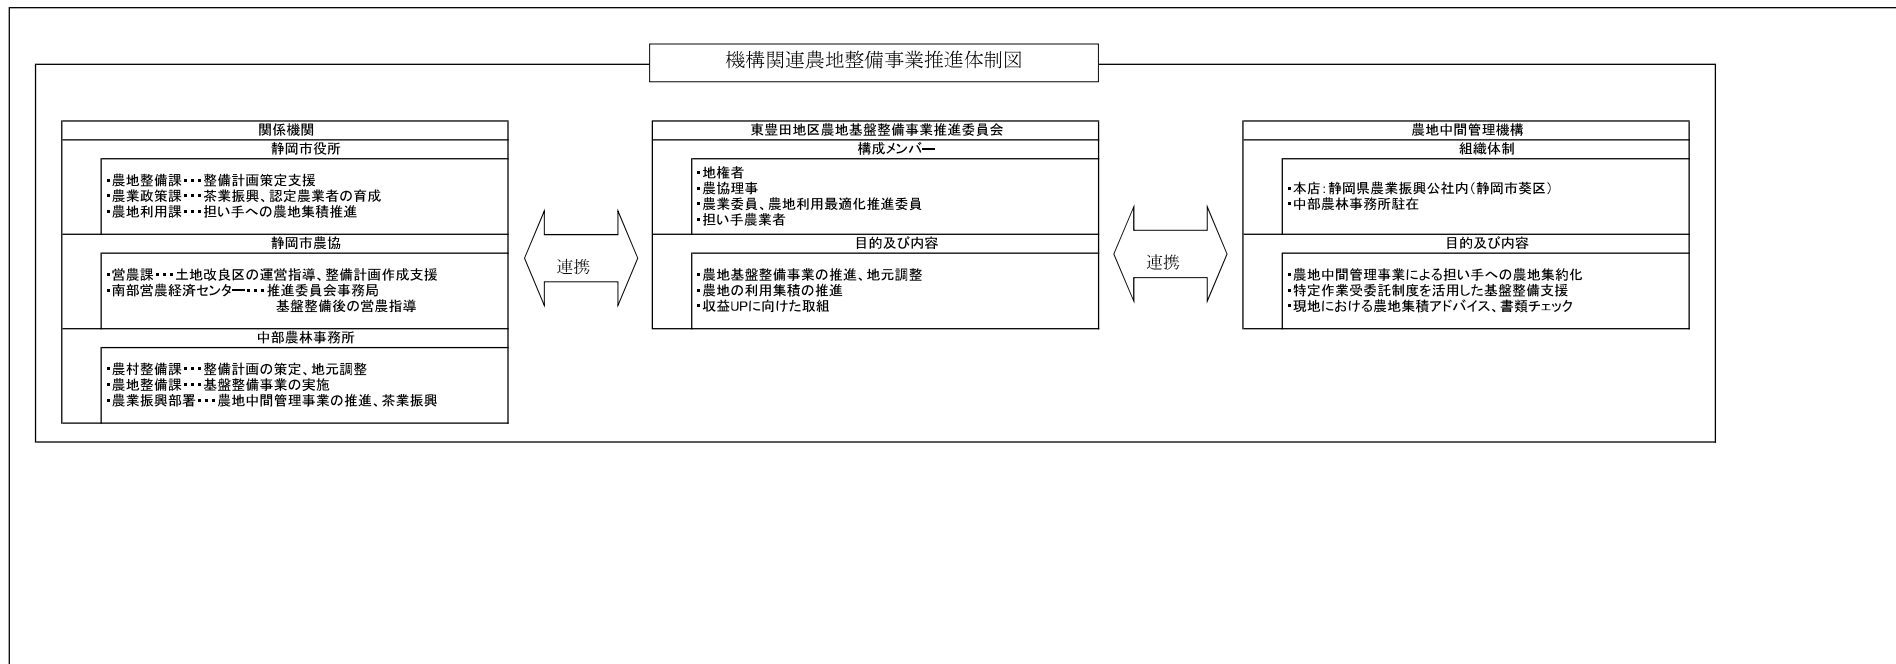 機構関連農地整備事業推進体制図
関係機関
静岡市役所
・農地整備課・・・整備計画策定支援
・農業政策課・・・茶業振興、認定農業者の育成
・農地利用課・・・担い手への農地集積推進
静岡市農協
・営農課・・・土地改良区の運営指導、整備計画作成支援
・南部営農経済センター・・・推進委員会事務局
基盤整備後の営農指導
中部農林事務所
・農村整備課・・・整備計画の策定、地元調整
・農地整備課・・・基盤整備事業の実施
・農業振興部署・・・農地中間管理事業の推進、茶業振興
連携
東豊田地区農地基盤整備事業推進委員会
構成メンバー
・地権者
・農協理事
・農業委員、農地利用最適化推進委員
・担い手農業者
目的及び内容
・農地基盤整備事業の推進、地元調整
・農地の利用集積の推進
・収益UPに向けた取組
連携
農地中間管理機構
組織体制
・本店：静岡県農業振興公社内（静岡市葵区）
・中部農林事務所駐在
目的及び内容
・農地中間管理事業による担い手への農地集約化
・特定作業受委託制度を活用した基盤整備支援
・現地における農地集積アドバイス、書類チェック